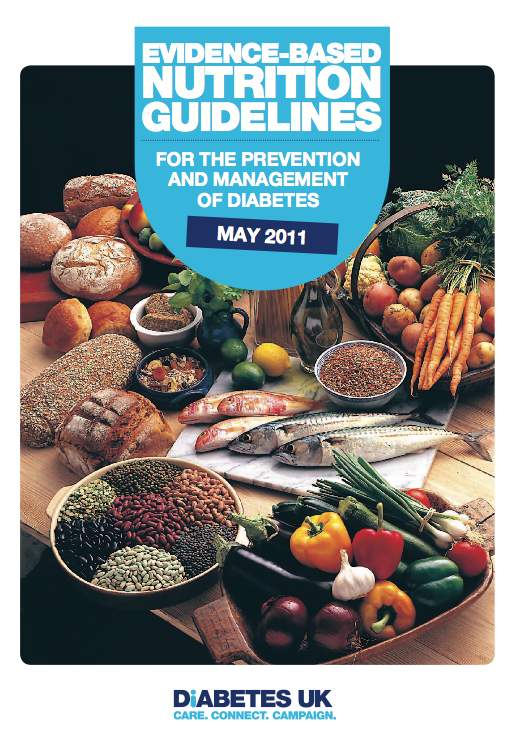 EVIDENCE-BASED
NUTRITION
GUIDELINES
FOR THE PREVENTION
AND MANAGEMENT
OF DIABETES
MAY 2011
DiABETES UK
CARE. CONNECT. CAMPAIGN.